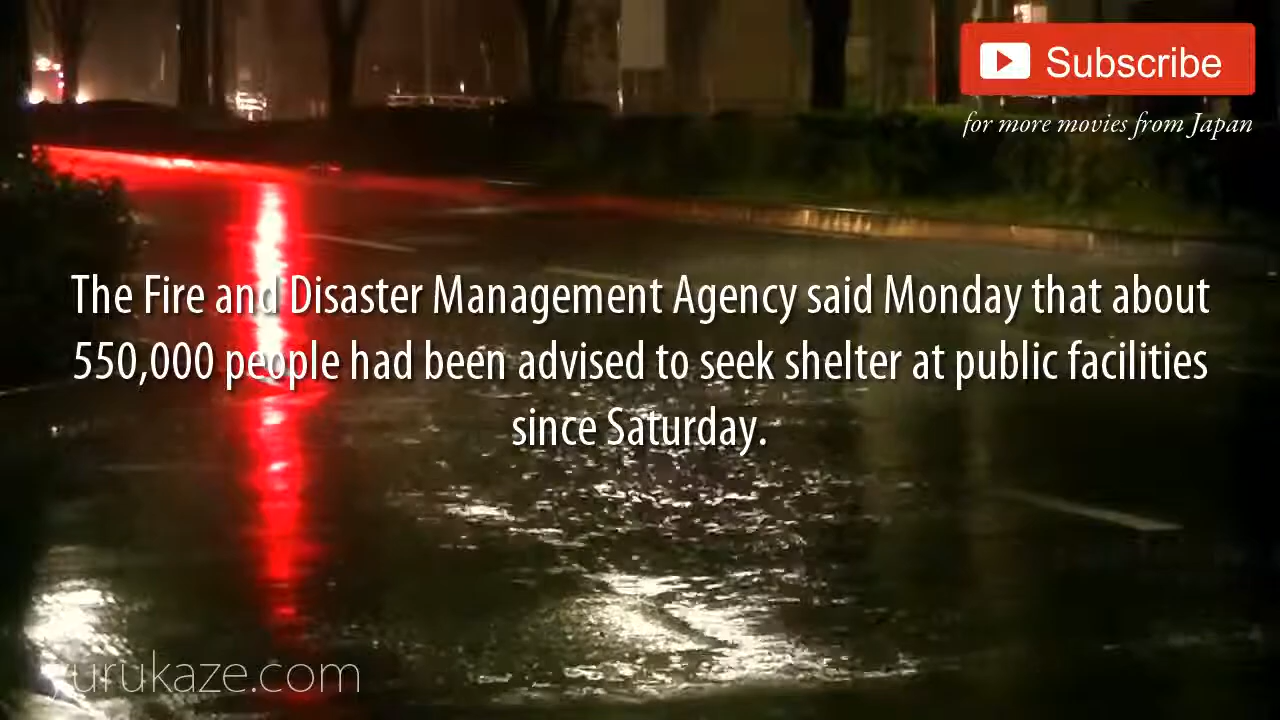 Subscribe
for more movies from Japan
The Fire and Disaster Management Agency said Monday that about
550,000 people had been advised to seek shelter at public facilities
since Saturday.
yurukaze.com